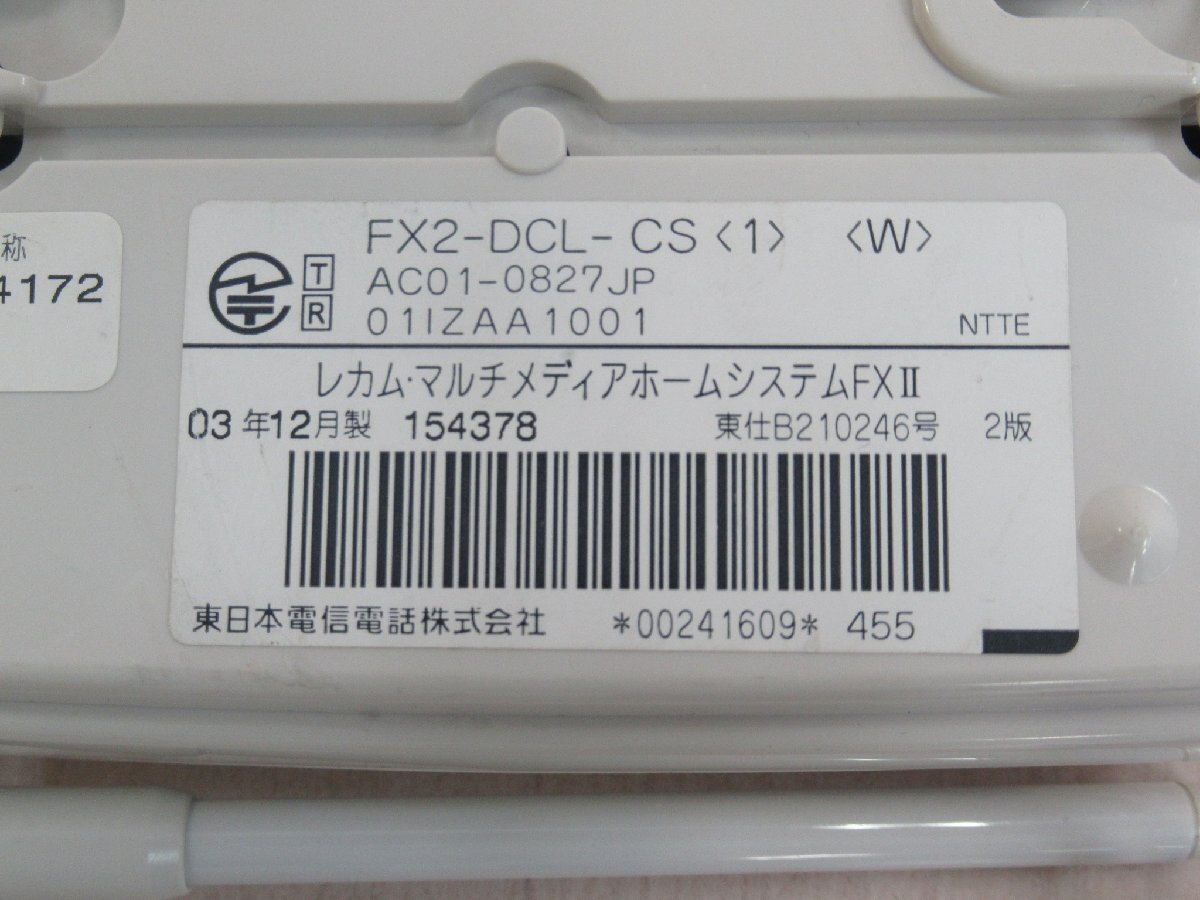 称
4172
FX2-DCL-CS〈1〉 〈W〉
T AC01-0827JP
R 01IZAA1001 NTTE
レカム・マルチメディアホームシステムFXⅡ
03年12月製 154378 東仕B210246号 2版
東日本電信電話株式会社 *00241609* 455